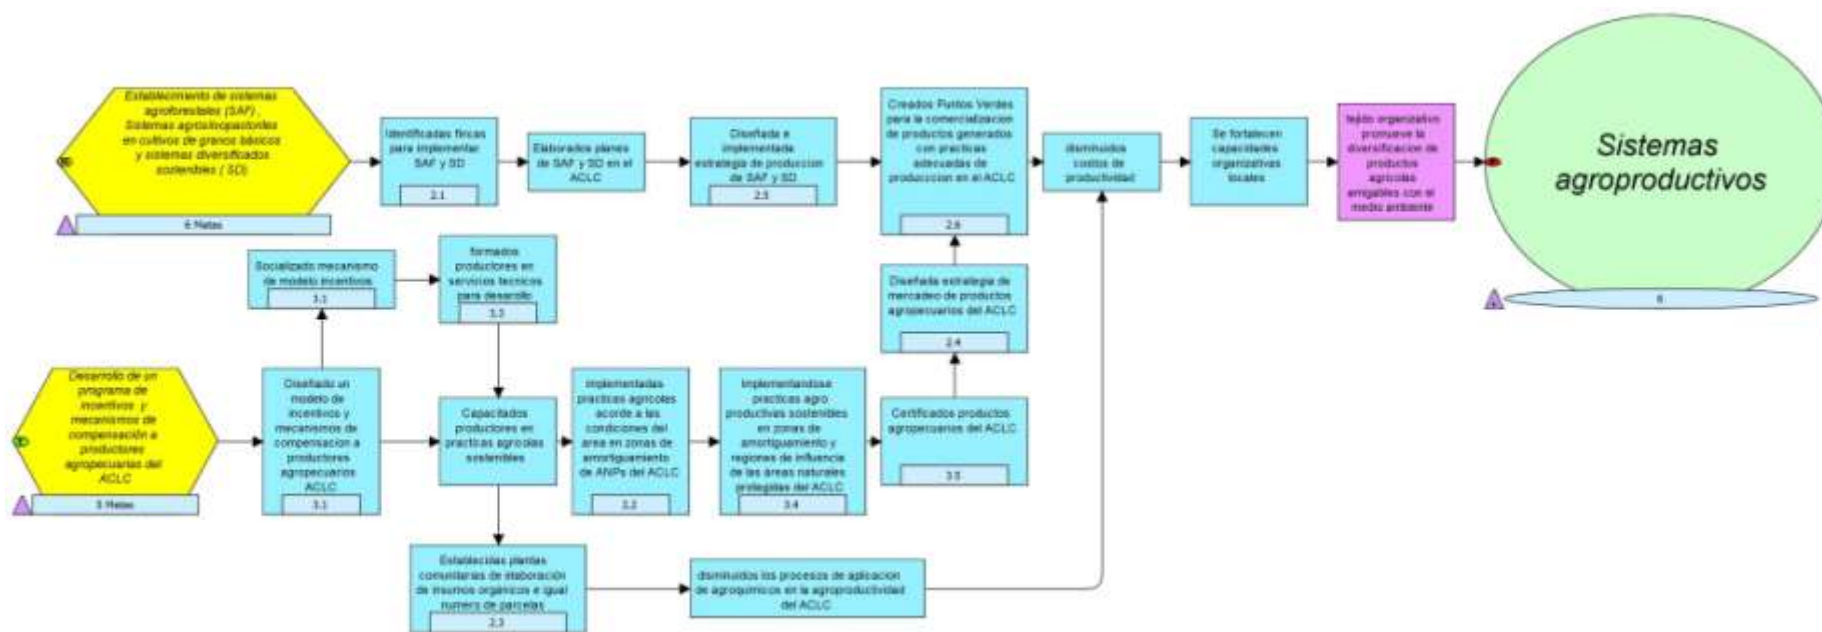 Establecimiento de sistemas
agroforestales (SAF) ,
Sistemas agrosilvopastoriles
en cultivos de granos básicos
y sistemas diversificados
sostenibles ( SD)
6 Metas
Identificadas fincas
para implementar
SAF y SD
2.1
Elaborados planes
de SAF y SD en el
ACLC
Diseñada e
implementada
estrategia de produccion
de SAF y SD
2.5
Creados Puntos Verdes
para la comercializacion
de productos generados
con practicas
adecuadas de
producccion en el ACLC
2.6
disminuidos
costos de
productividad
Se fortalecen
capacidades
organizativas
locales
tejido organizativo
promueve la
diversificacion de
productos
agricolas
amigables con el
medio ambiente
Sistemas
agroproductivos
6
Socializado mecanismo
de modelo incentivos
3.1
formados
productores en
servicios tecnicos
para desarollo
3.3
Diseñada estrategia de
mercadeo de productos
agropecuarios del ACLC
2.4
Desarrollo de un
programa de
incentivos y
mecanismos de
compensación a
productores
agropecuarias del
ACLC
5 Metas
Diseñado un
modelo de
incentivos y
mecanismos de
compensacion a
productores
agropecuarios
ACLC
3.1
Capacitados
productores en
practicas agricolas
sostenibles
implementadas
practicas agricolas
acorde a las
condiciones del
area en zonas de
amortiguamiento
de ANPs del ACLC
3.2
Implementandose
practicas agro
productivas sostenibles
en zonas de
amortiguamiento y
regiones de influencia
de las áreas naturales
protegidas del ACLC
3.4
Certificados productos
agropecuarios del ACLC
3.5
Establecidas plantas
comunitarias de elaboración
de insumos orgánicos e igual
numero de parcelas
2.3
disminuidos los procesos de aplicacion
de agroquimicos en la agroproductividad
del ACLC